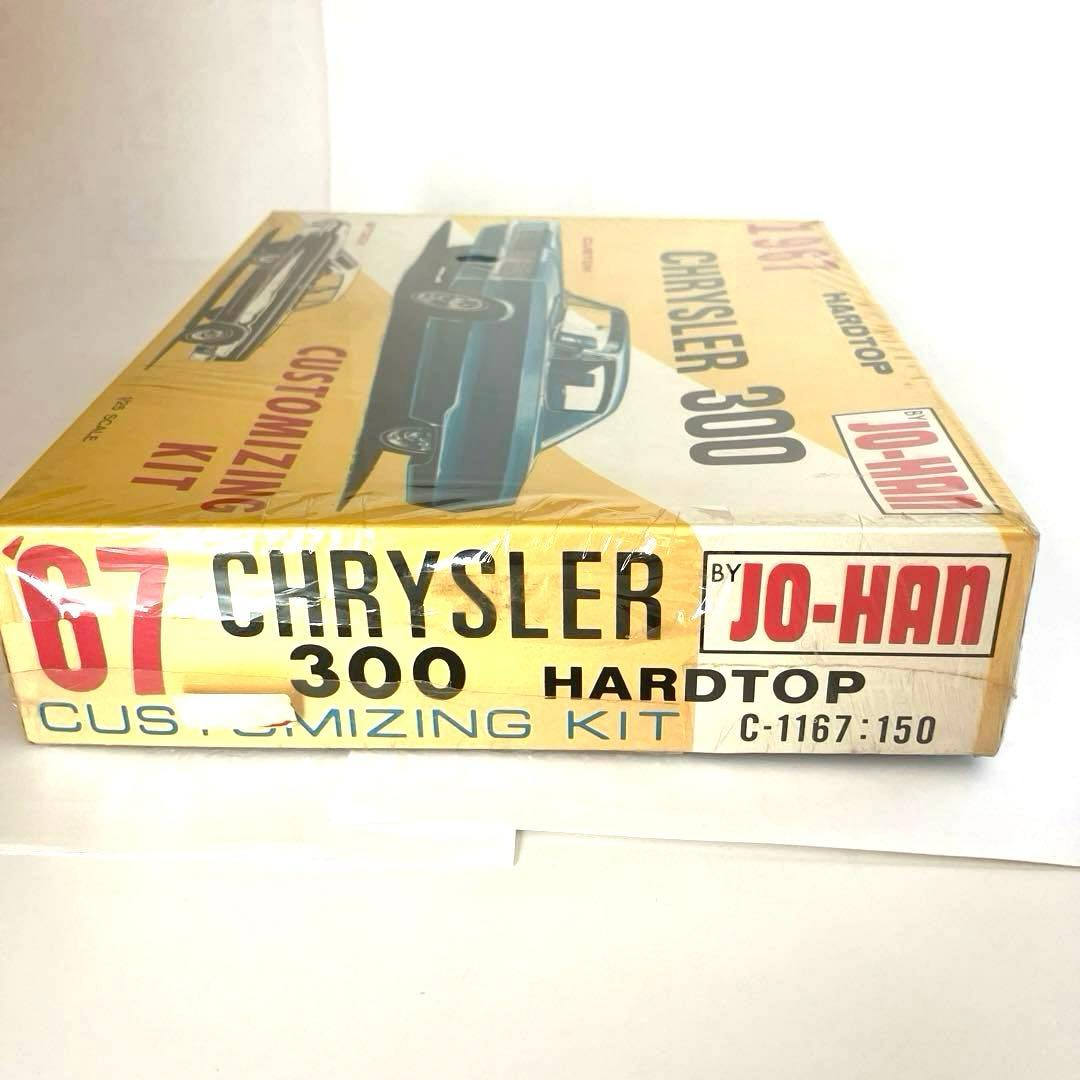 1967
CHRYSLER 300
HARDTOP
BY
JO-HAN
CUSTOM
CUSTOMIZING
KIT
1/25 SCALE
'67 CHRYSLER
300 HARDTOP
CUSTOMIZING KIT
BY JO-HAN
C-1167:150